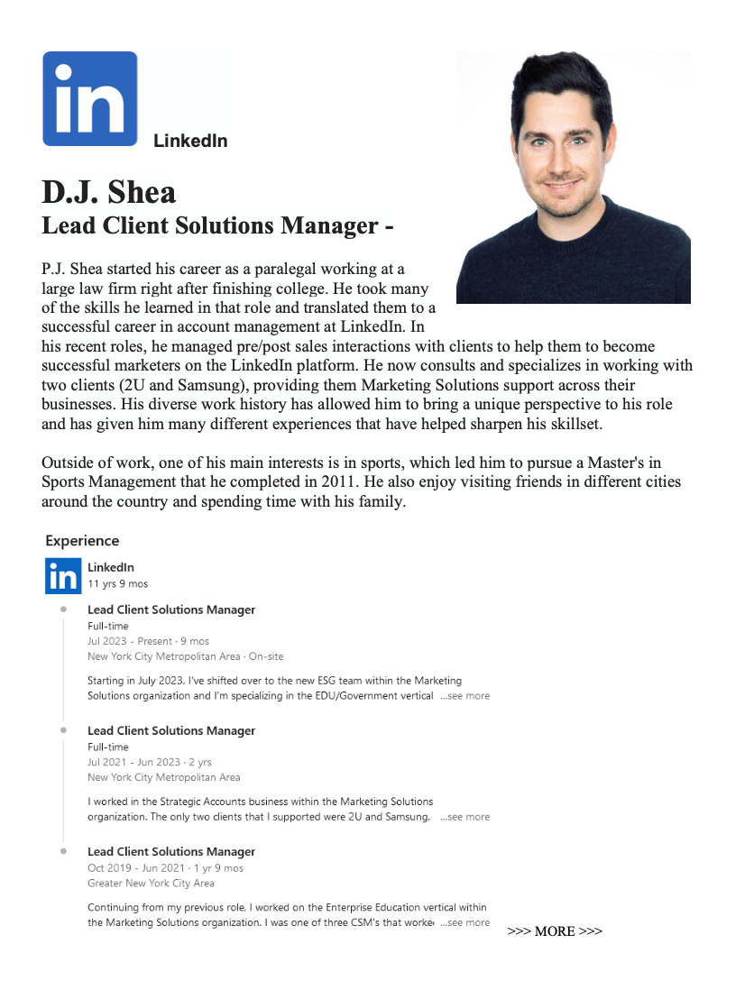 in
LinkedIn
D.J. Shea
Lead Client Solutions Manager -
P.J. Shea started his career as a paralegal working at a
large law firm right after finishing college. He took many
of the skills he learned in that role and translated them to a
successful career in account management at LinkedIn. In
his recent roles, he managed pre/post sales interactions with clients to help them to become
successful marketers on the LinkedIn platform. He now consults and specializes in working with
two clients (2U and Samsung), providing them Marketing Solutions support across their
businesses. His diverse work history has allowed him to bring a unique perspective to his role
and has given him many different experiences that have helped sharpen his skillset.
Outside of work, one of his main interests is in sports, which led him to pursue a Master's in
Sports Management that he completed in 2011. He also enjoy visiting friends in different cities
around the country and spending time with his family.
Experience
in
LinkedIn
11 yrs 9 mos
Lead Client Solutions Manager
Full-time
Jul 2023 - Present · 9 mos
New York City Metropolitan Area · On-site
Starting in July 2023, I've shifted over to the new ESG team within the Marketing
Solutions organization and I'm specializing in the EDU/Government vertical ...see more
Lead Client Solutions Manager
Full-time
Jul 2021 - Jun 2023 · 2 yrs
New York City Metropolitan Area
I worked in the Strategic Accounts business within the Marketing Solutions
organization. The only two clients that I supported were 2U and Samsung. ...see more
Lead Client Solutions Manager
Oct 2019 - Jun 2021 · 1 yr 9 mos
Greater New York City Area
Continuing from my previous role, I worked on the Enterprise Education vertical within
the Marketing Solutions organization. I was one of three CSM's that worke ...see more
>>> MORE >>>